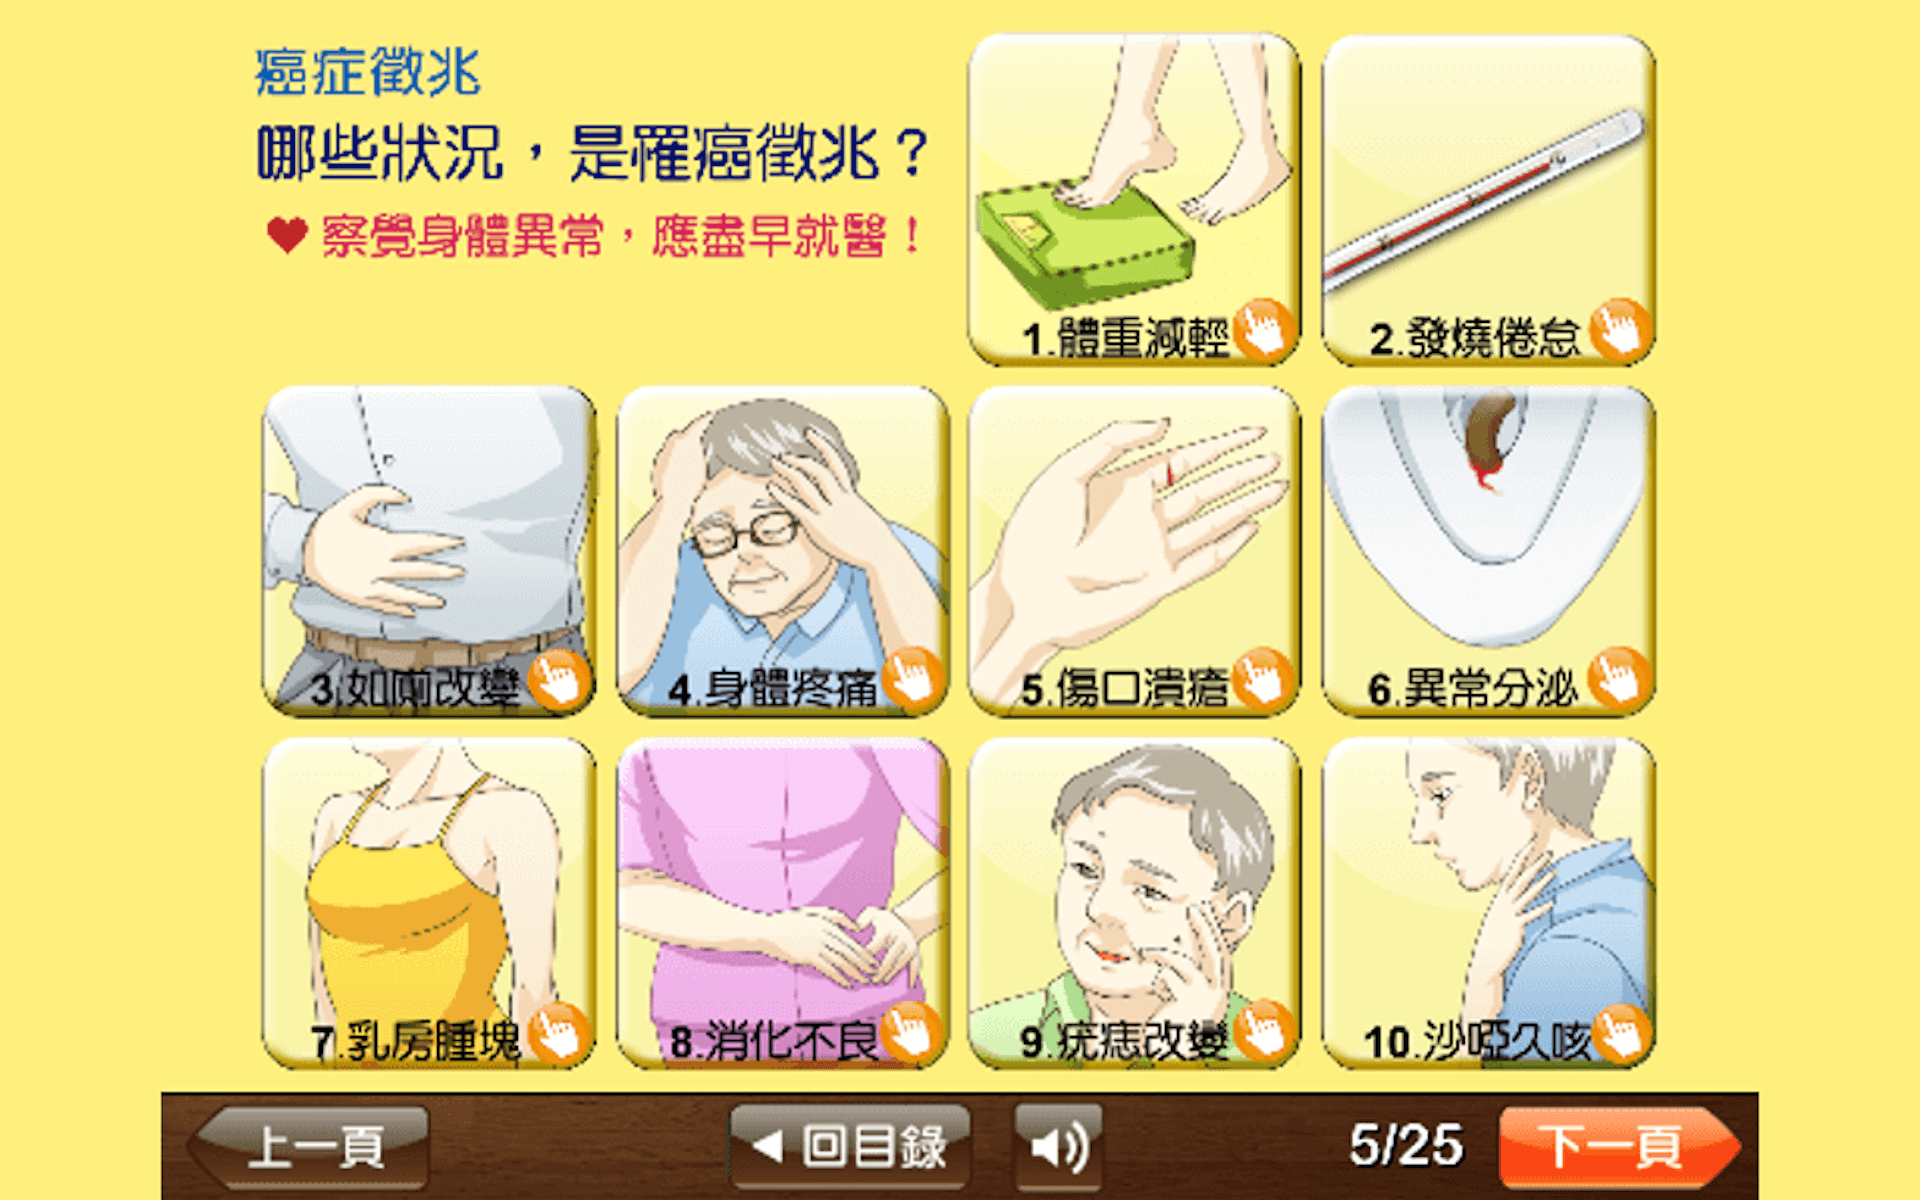 癌症徵兆
哪些狀況，是罹癌徵兆？
♥ 察覺身體異常，應盡早就醫！
1.體重減輕
2.發燒倦怠
3.如廁改變
4.身體疼痛
5.傷口潰瘡
6.異常分泌
7.乳房腫塊
8.消化不良
9.疣痣改變
10.沙啞久咳
上一頁
◀ 回目錄
5/25
下一頁